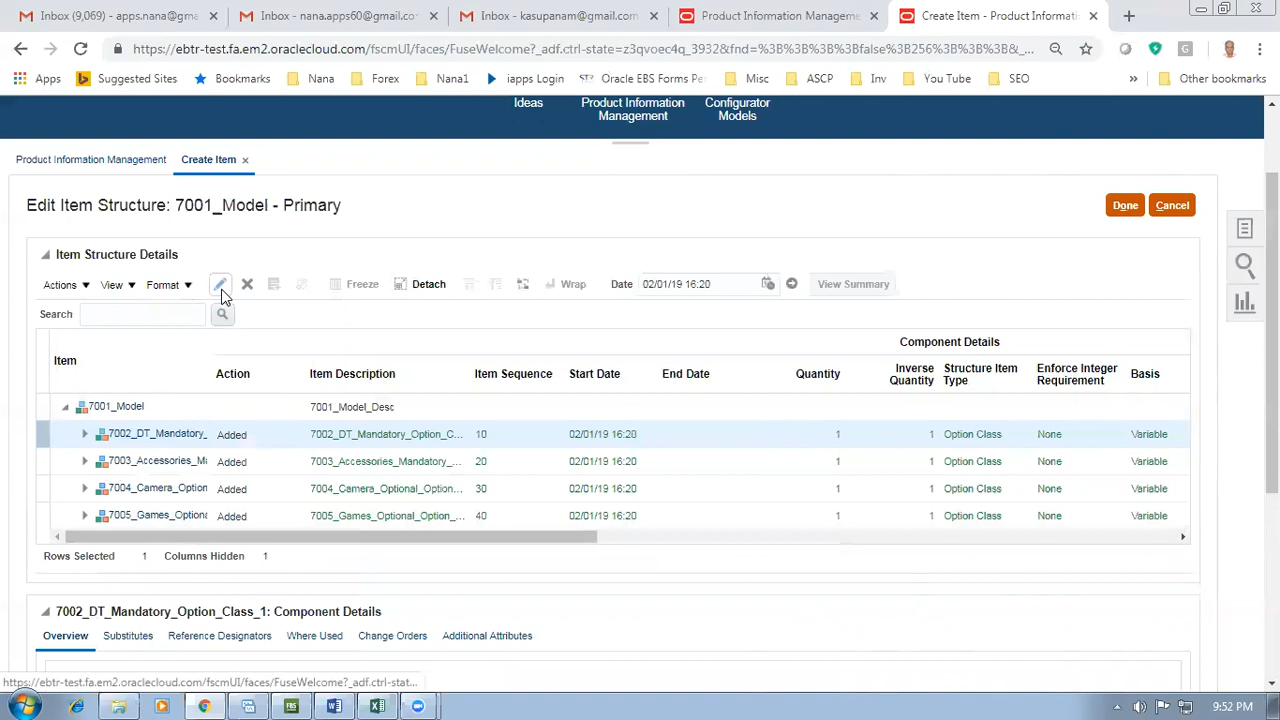 Inbox (9,069) - apps.nana@gma
Inbox - nana.apps60@gmail.co
Inbox - kasupanam@gmail.com
Product Information Manageme
Create Item - Product Informati
https://ebtr-test.fa.em2.oraclecloud.com/fscmUI/faces/FuseWelcome?_adf.ctrl-state=z3qvoec4q_3932&fnd=%3B%3B%3B%3Bfalse%3B256%3B%3B%3B&_...
Apps
Suggested Sites
Bookmarks
Nana
Forex
Nana1
iapps Login
Oracle EBS Forms Pe
Misc
ASCP
Inv
You Tube
SEO
»
Other bookmarks
Ideas
Product Information
Management
Configurator
Models
Product Information Management
Create Item
Edit Item Structure: 7001_Model - Primary
Done
Cancel
Item Structure Details
Actions
View
Format
Freeze
Detach
Wrap
Date
02/01/19 16:20
View Summary
Search
Component Details
Item
Action
Item Description
Item Sequence
Start Date
End Date
Quantity
Inverse Quantity
Structure Item Type
Enforce Integer Requirement
Basis
7001_Model 7001_Model_Desc
7002_DT_Mandatory_ Added 7002_DT_Mandatory_Option_C... 10 02/01/19 16:20 1 1 Option Class None Variable
7003_Accessories_M Added 7003_Accessories_Mandatory_... 20 02/01/19 16:20 1 1 Option Class None Variable
7004_Camera_Option Added 7004_Camera_Optional_Option... 30 02/01/19 16:20 1 1 Option Class None Variable
7005_Games_Optiona Added 7005_Games_Optional_Option_... 40 02/01/19 16:20 1 1 Option Class None Variable
Rows Selected 1 Columns Hidden 1
7002_DT_Mandatory_Option_Class_1: Component Details
Overview
Substitutes
Reference Designators
Where Used
Change Orders
Additional Attributes
https://ebtr-test.fa.em2.oraclecloud.com/fscmUI/faces/FuseWelcome?_adf.ctrl-stat...
9:52 PM